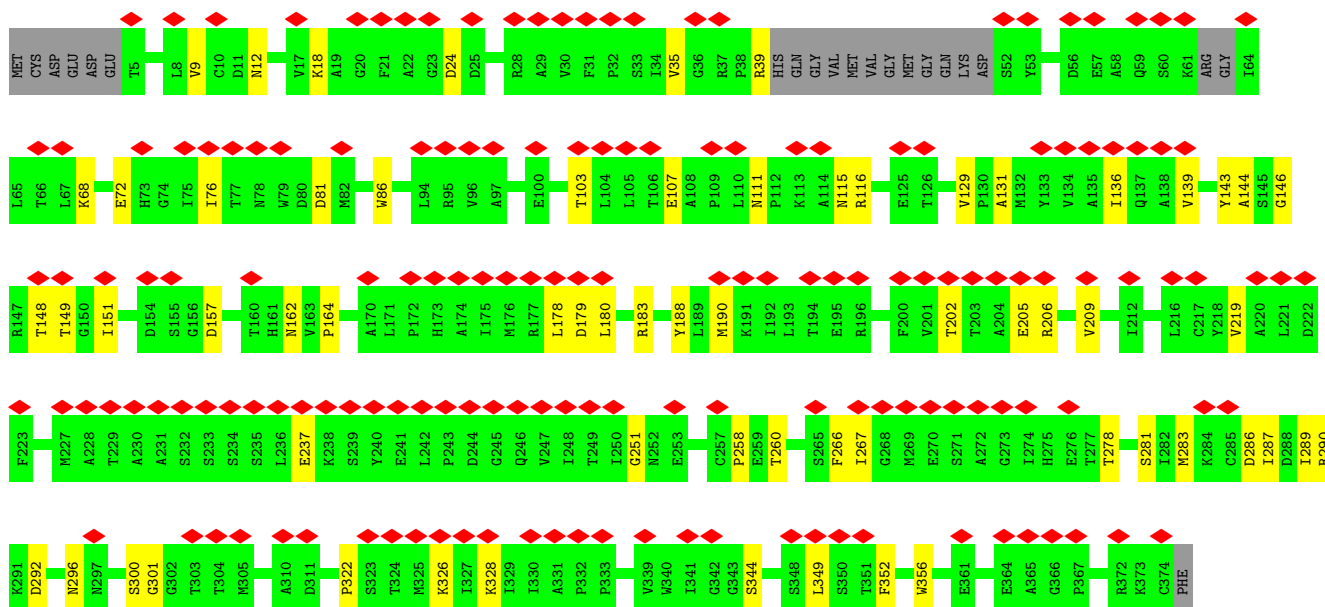 MET CYS ASP GLU ASP GLU T5 L8 V9 C10 D11 N12 V17 K18 A19 G20 F21 A22 G23 D24 D25 R28 A29 V30 F31 P32 S33 I34 V35 G36 R37 P38 R39 HIS GLN GLY VAL MET VAL GLY MET GLY GLN LYS ASP S52 Y53 D56 E57 A58 Q59 S60 K61 ARG GLY I64
L65 T66 L67 K68 E72 H73 G74 I75 I76 T77 N78 W79 D80 D81 M82 W86 L94 R95 V96 A97 E100 T103 L104 L105 T106 E107 A108 P109 L110 N111 P112 K113 A114 N115 R116 E125 T126 V129 P130 A131 M132 Y133 V134 A135 I136 Q137 A138 V139 Y143 A144 S145 G146
R147 T148 T149 G150 I151 D154 S155 G156 D157 T160 H161 N162 V163 P164 A170 L171 P172 H173 A174 I175 M176 R177 L178 D179 L180 R183 Y188 L189 M190 K191 I192 L193 T194 E195 R196 F200 V201 T202 T203 A204 E205 R206 V209 I212 L216 C217 Y218 V219 A220 L221 D222
F223 M227 A228 T229 A230 A231 S232 S233 S234 S235 L236 E237 K238 S239 Y240 E241 L242 P243 D244 G245 Q246 V247 I248 T249 I250 G251 N252 E253 C257 P258 E259 T260 S265 F266 I267 G268 M269 E270 S271 A272 G273 I274 H275 E276 T277 T278 S281 I282 M283 K284 C285 D286 I287 D288 I289 R290
K291 D292 N296 N297 S300 G301 G302 T303 T304 M305 A310 D311 P322 S323 T324 M325 K326 I327 K328 I329 I330 A331 P332 P333 V339 W340 I341 G342 G343 S344 S348 L349 S350 T351 F352 W356 E361 E364 A365 G366 P367 R372 K373 C374 PHE